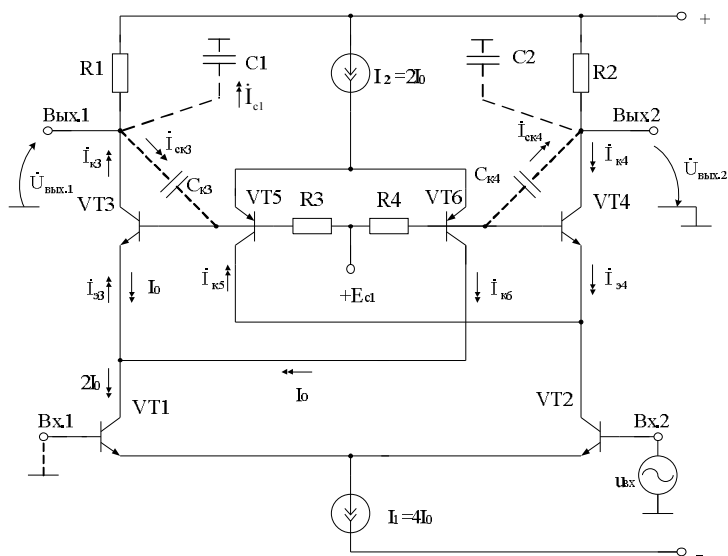 +
R1
C1
İс1
I2=2I0
C2
R2
Вых.1
Вых.2
İк3
İск3
İск4
İк4
U̇вых.1
Cк3
Cк4
U̇вых.2
VT3
VT5
R3
R4
VT6
VT4
İэ3
I0
İк5
+Ec1
İк6
İэ4
2I0
I0
VT1
VT2
Вх.1
Вх.2
uвх
I1=4I0
−